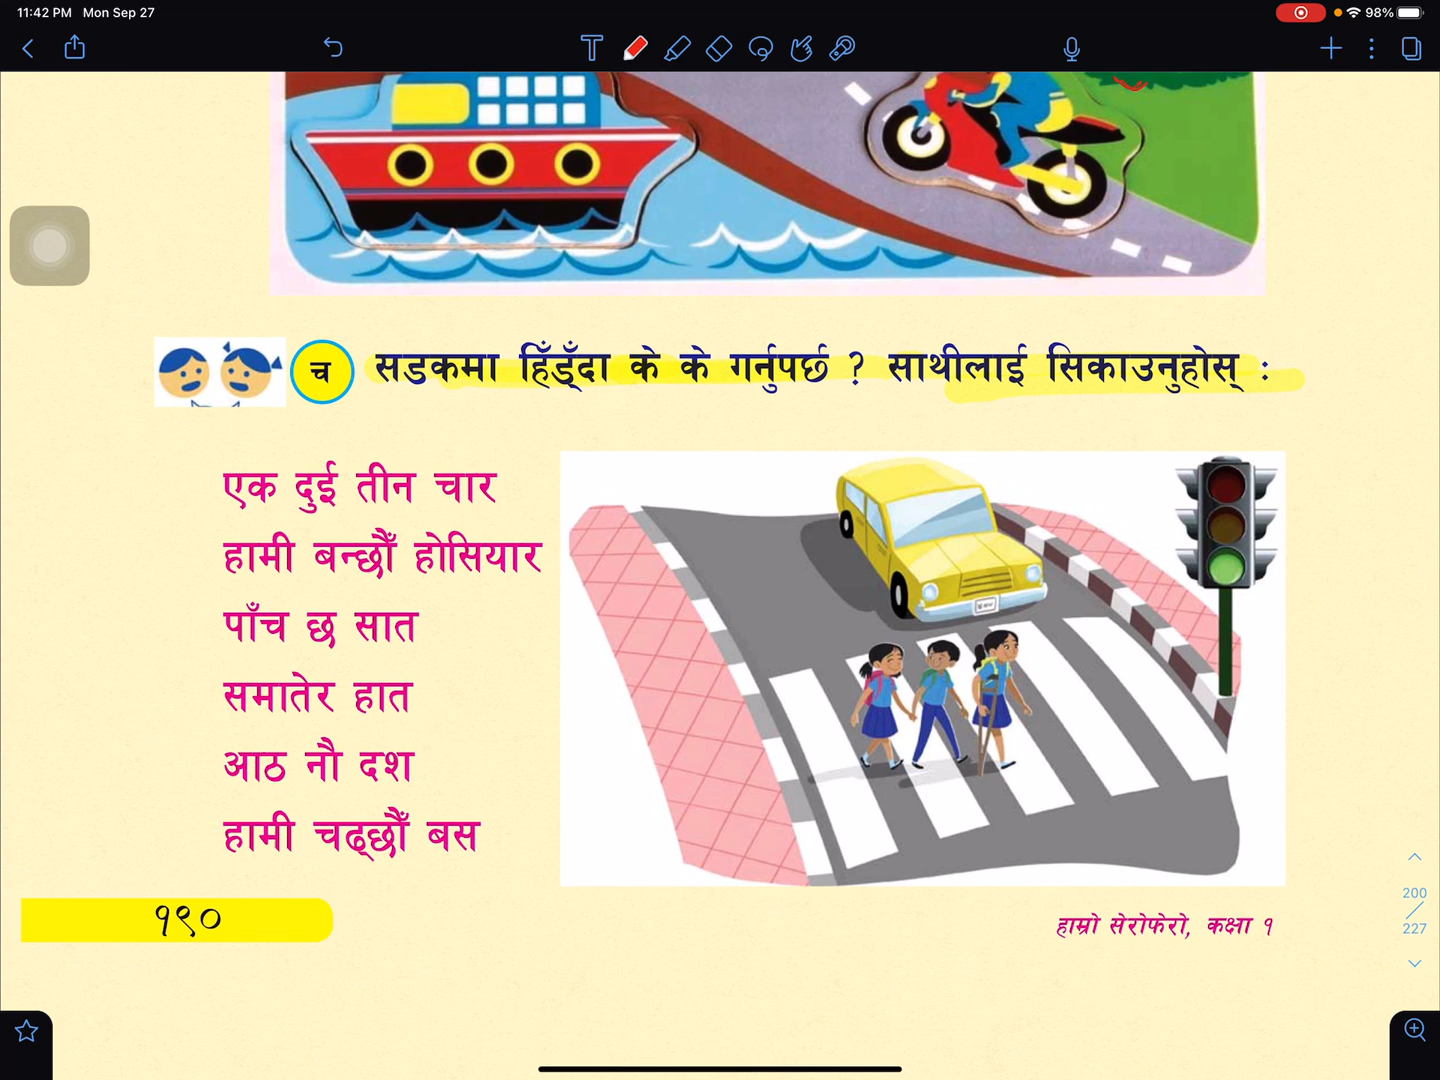 11:42 PM Mon Sep 27
98%
T
च सडकमा हिँड्दा के के गर्नुपर्छ ? साथीलाई सिकाउनुहोस् :
एक दुई तीन चार
हामी बन्छौँ होसियार
पाँच छ सात
समातेर हात
आठ नौ दश
हामी चढ्छौँ बस
१९०
हाम्रो सेरोफेरो, कक्षा १
200
227